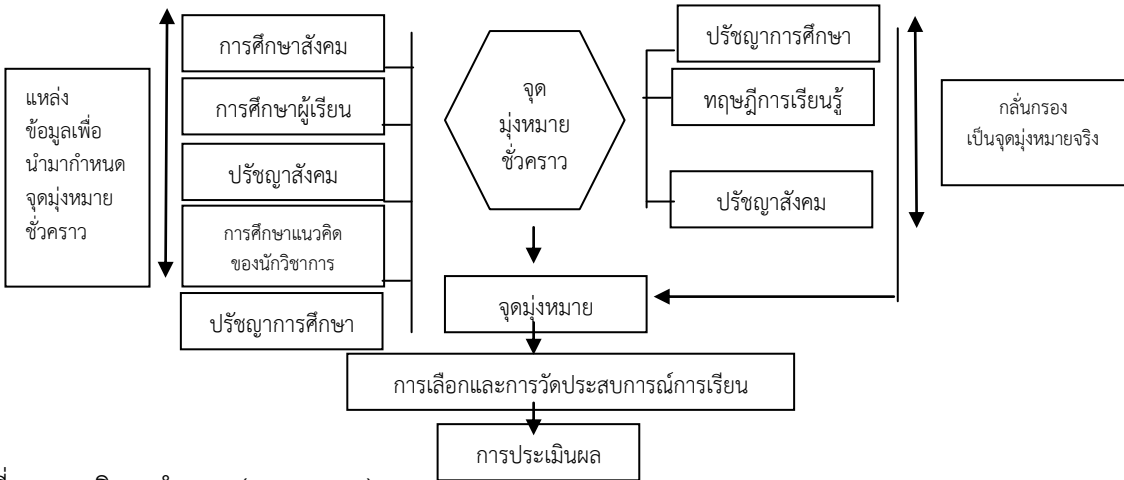 การศึกษาสังคม
การศึกษาผู้เรียน
ปรัชญาสังคม
การศึกษาแนวคิด
ของนักวิชาการ
ปรัชญาการศึกษา
แหล่ง
ข้อมูลเพื่อ
นำมากำหนด
จุดมุ่งหมาย
ชั่วคราว
จุด
มุ่งหมาย
ชั่วคราว
ปรัชญาการศึกษา
ทฤษฎีการเรียนรู้
ปรัชญาสังคม
กลั่นกรอง
เป็นจุดมุ่งหมายจริง
จุดมุ่งหมาย
การเลือกและการวัดประสบการณ์การเรียน
การประเมินผล